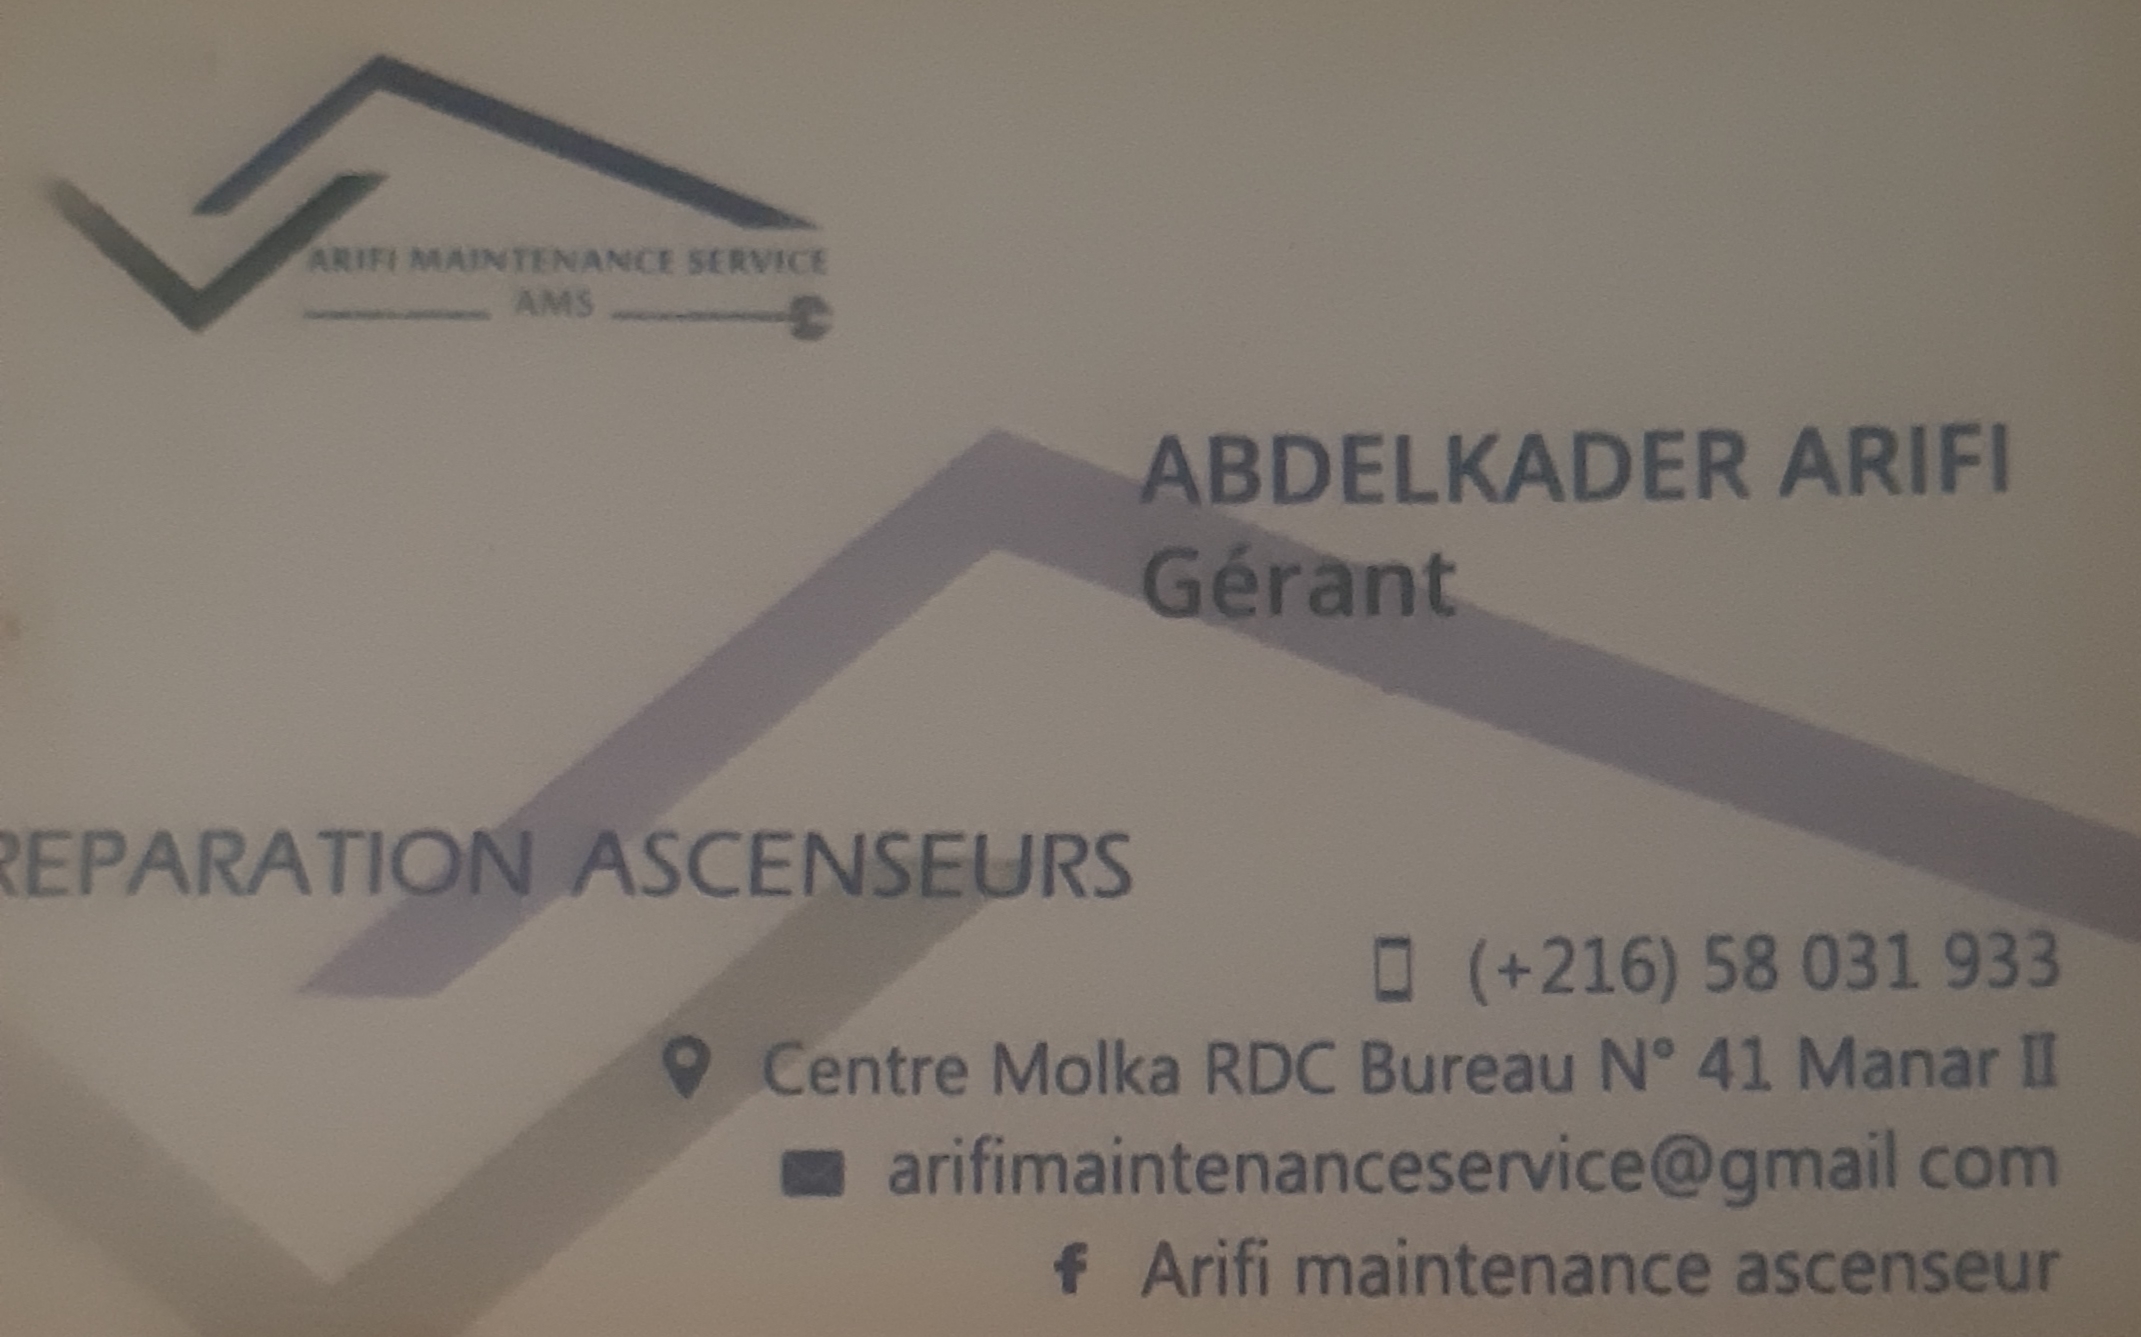 ARIFI MAINTENANCE SERVICE
AMS
ABDELKADER ARIFI
Gérant
REPARATION ASCENSEURS
(+216) 58 031 933
Centre Molka RDC Bureau N° 41 Manar II
arifimaintenanceservice@gmail com
Arifi maintenance ascenseur